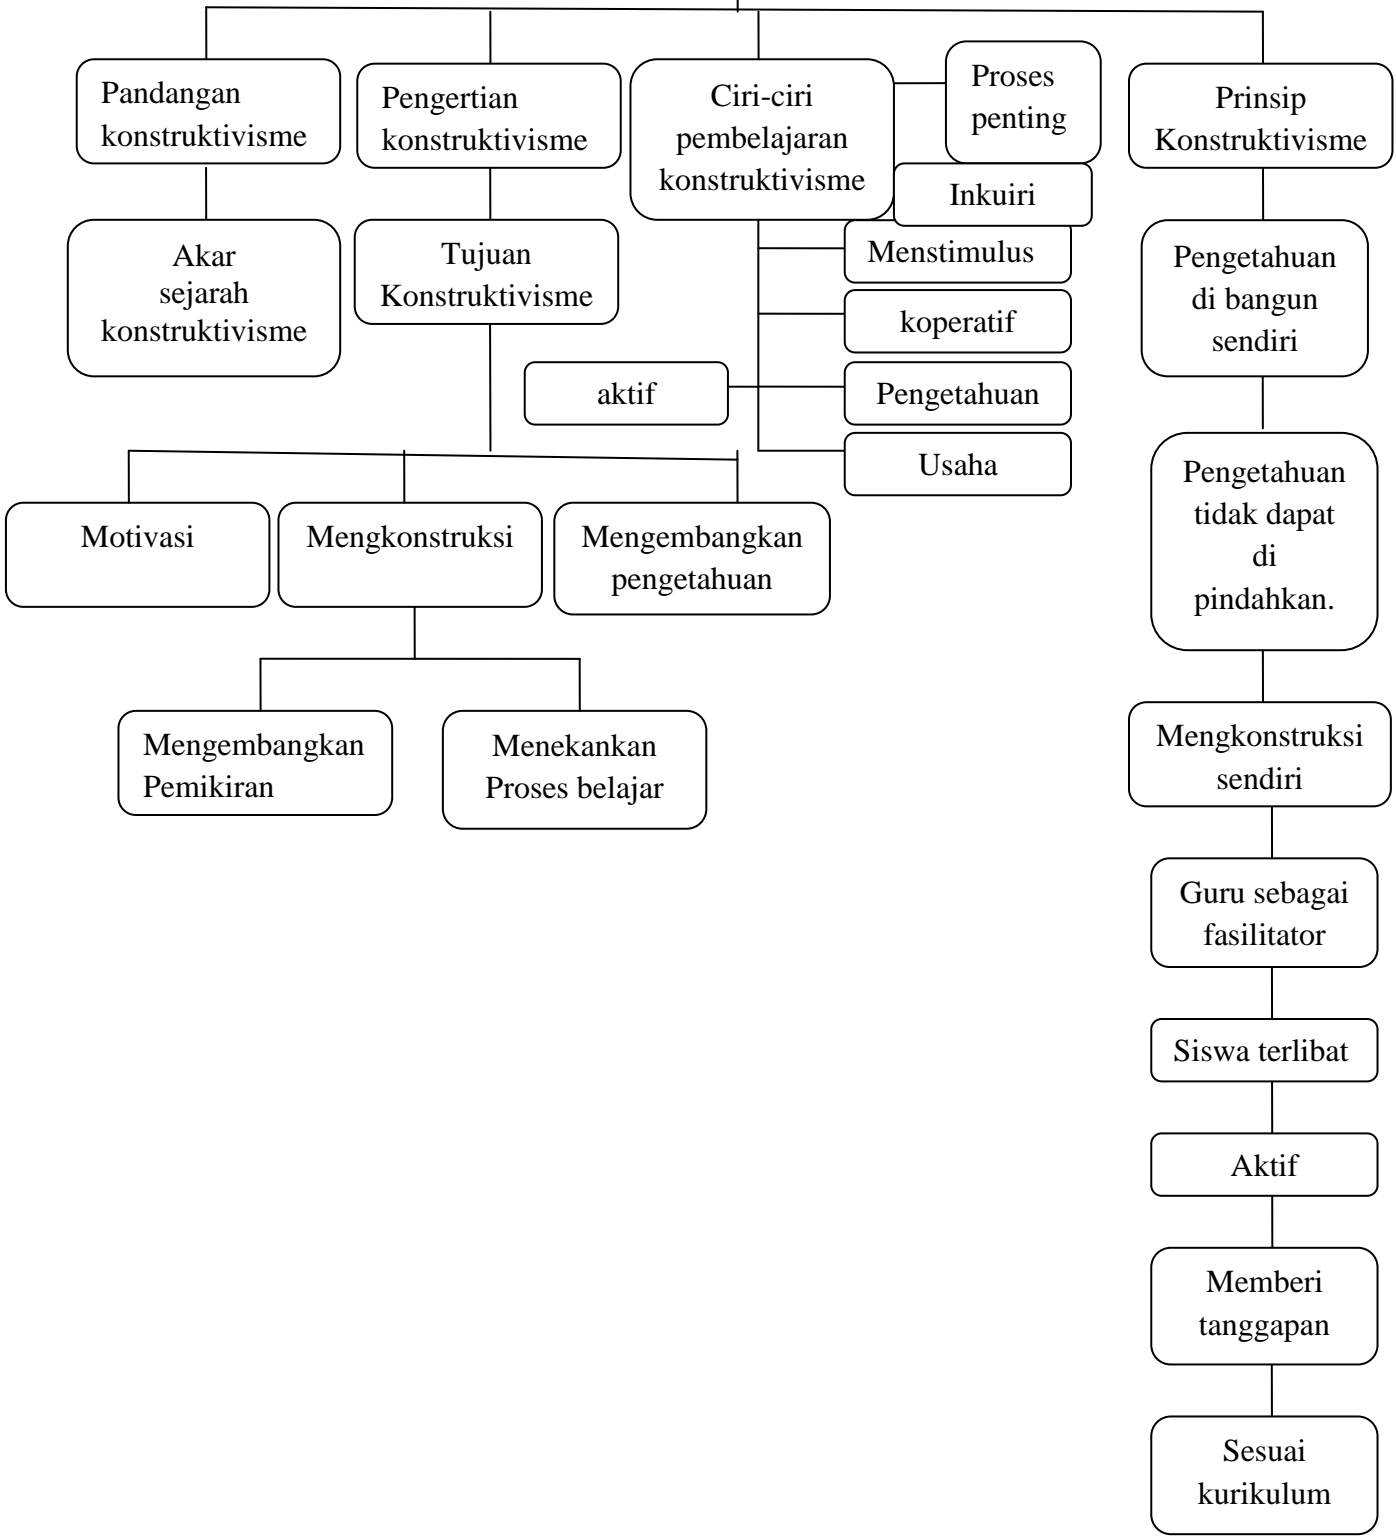 Pandangan
konstruktivisme
Pengertian
konstruktivisme
Ciri-ciri
pembelajaran
konstruktivisme
Proses
penting
Prinsip
Konstruktivisme
Inkuiri
Akar
sejarah
konstruktivisme
Tujuan
Konstruktivisme
Menstimulus
koperatif
aktif
Pengetahuan
Usaha
Pengetahuan
di bangun
sendiri
Pengetahuan
tidak dapat
di
pindahkan.
Motivasi
Mengkonstruksi
Mengembangkan
pengetahuan
Mengembangkan
Pemikiran
Menekankan
Proses belajar
Mengkonstruksi
sendiri
Guru sebagai
fasilitator
Siswa terlibat
Aktif
Memberi
tanggapan
Sesuai
kurikulum